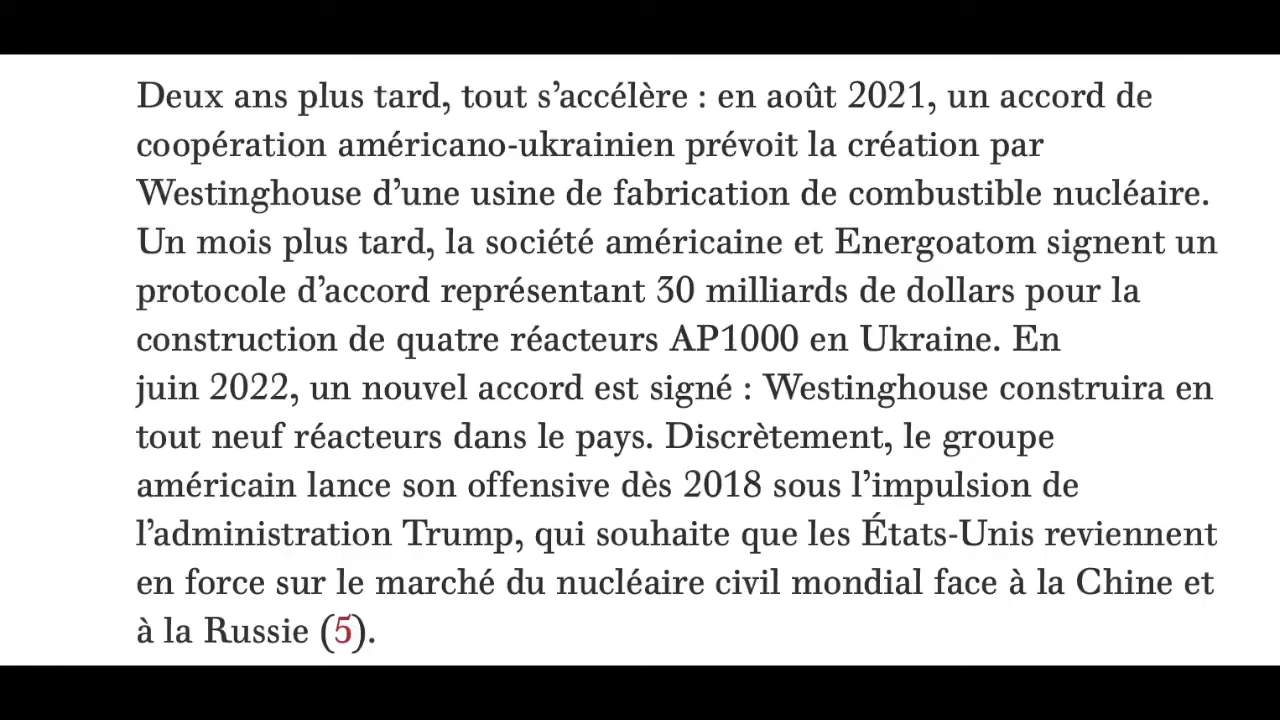 Deux ans plus tard, tout s’accélère : en août 2021, un accord de
coopération américano-ukrainien prévoit la création par
Westinghouse d’une usine de fabrication de combustible nucléaire.
Un mois plus tard, la société américaine et Energoatom signent un
protocole d’accord représentant 30 milliards de dollars pour la
construction de quatre réacteurs AP1000 en Ukraine. En
juin 2022, un nouvel accord est signé : Westinghouse construira en
tout neuf réacteurs dans le pays. Discrètement, le groupe
américain lance son offensive dès 2018 sous l’impulsion de
l’administration Trump, qui souhaite que les États-Unis reviennent
en force sur le marché du nucléaire civil mondial face à la Chine et
à la Russie (5).